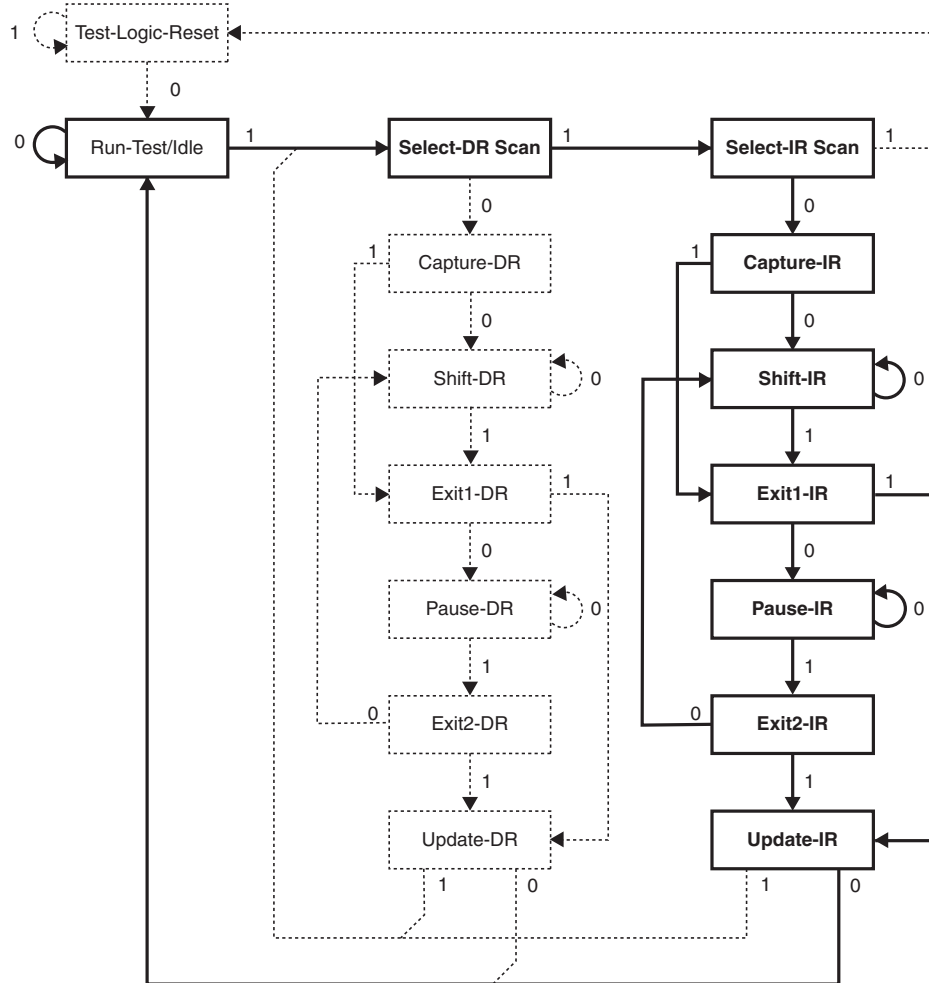 Test-Logic-Reset
1
0
Run-Test/Idle
0
1
Select-DR Scan
1
Select-IR Scan
1
0
0
1
Capture-DR
1
Capture-IR
0
0
Shift-DR
0
Shift-IR
0
1
1
Exit1-DR
1
Exit1-IR
1
0
0
Pause-DR
0
Pause-IR
0
1
1
0
Exit2-DR
0
Exit2-IR
1
1
Update-DR
Update-IR
1
0
1
0